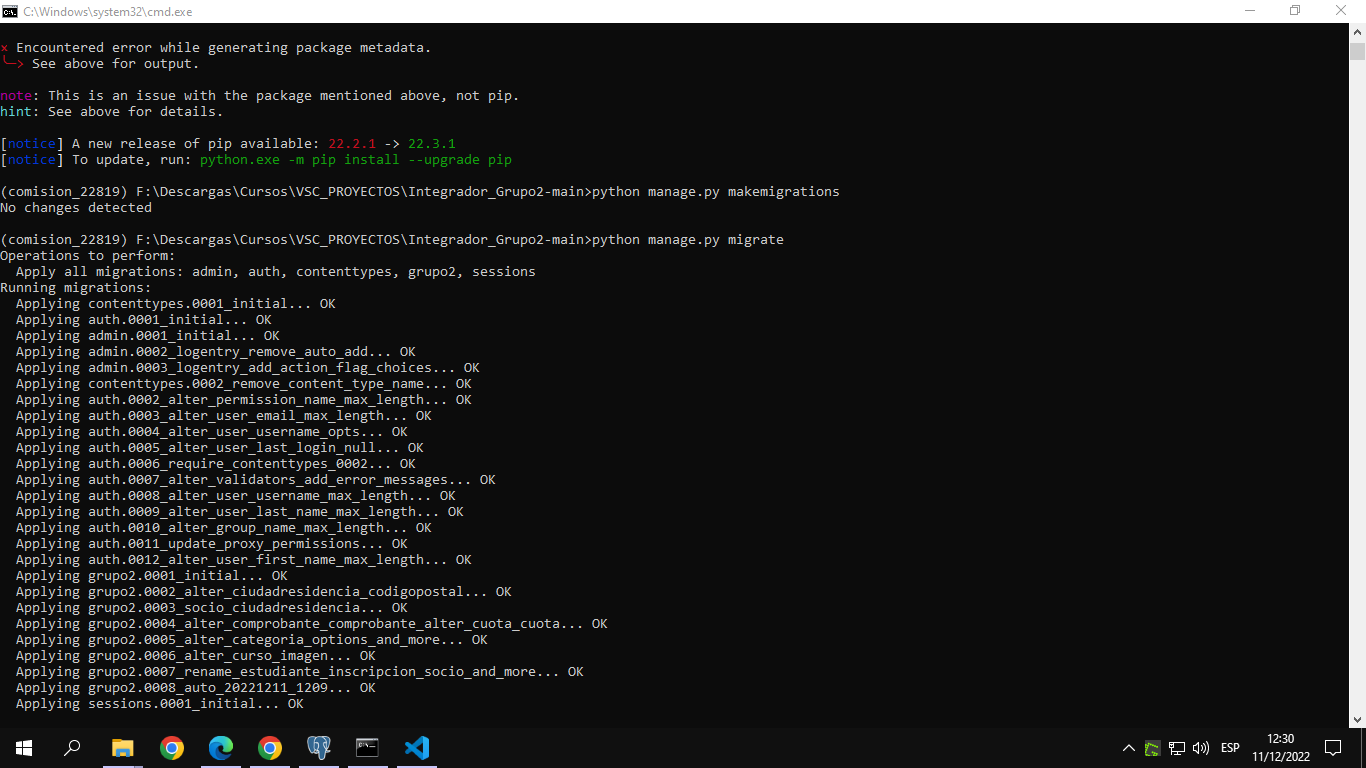 C:\Windows\system32\cmd.exe
× Encountered error while generating package metadata.
╰─> See above for output.
note: This is an issue with the package mentioned above, not pip.
hint: See above for details.
[notice] A new release of pip available: 22.2.1 -> 22.3.1
[notice] To update, run: python.exe -m pip install --upgrade pip
(comision_22819) F:\Descargas\Cursos\VSC_PROYECTOS\Integrador_Grupo2-main>python manage.py makemigrations
No changes detected
(comision_22819) F:\Descargas\Cursos\VSC_PROYECTOS\Integrador_Grupo2-main>python manage.py migrate
Operations to perform:
  Apply all migrations: admin, auth, contenttypes, grupo2, sessions
Running migrations:
  Applying contenttypes.0001_initial... OK
  Applying auth.0001_initial... OK
  Applying admin.0001_initial... OK
  Applying admin.0002_logentry_remove_auto_add... OK
  Applying admin.0003_logentry_add_action_flag_choices... OK
  Applying contenttypes.0002_remove_content_type_name... OK
  Applying auth.0002_alter_permission_name_max_length... OK
  Applying auth.0003_alter_user_email_max_length... OK
  Applying auth.0004_alter_user_username_opts... OK
  Applying auth.0005_alter_user_last_login_null... OK
  Applying auth.0006_require_contenttypes_0002... OK
  Applying auth.0007_alter_validators_add_error_messages... OK
  Applying auth.0008_alter_user_username_max_length... OK
  Applying auth.0009_alter_user_last_name_max_length... OK
  Applying auth.0010_alter_group_name_max_length... OK
  Applying auth.0011_update_proxy_permissions... OK
  Applying auth.0012_alter_user_first_name_max_length... OK
  Applying grupo2.0001_initial... OK
  Applying grupo2.0002_alter_ciudadresidencia_codigopostal... OK
  Applying grupo2.0003_socio_ciudadresidencia... OK
  Applying grupo2.0004_alter_comprobante_comprobante_alter_cuota_cuota... OK
  Applying grupo2.0005_alter_categoria_options_and_more... OK
  Applying grupo2.0006_alter_curso_imagen... OK
  Applying grupo2.0007_rename_estudiante_inscripcion_socio_and_more... OK
  Applying grupo2.0008_auto_20221211_1209... OK
  Applying sessions.0001_initial... OK
ESP
12:30
11/12/2022